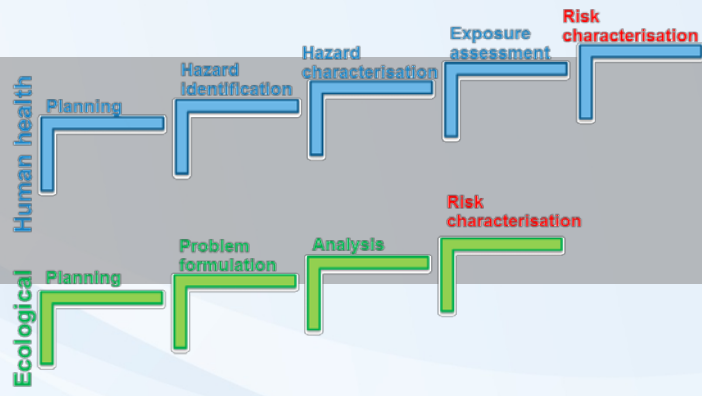 Human health
Planning
Hazard
identification
Hazard
characterisation
Exposure
assessment
Risk
characterisation
Ecological
Planning
Problem
formulation
Analysis
Risk
characterisation